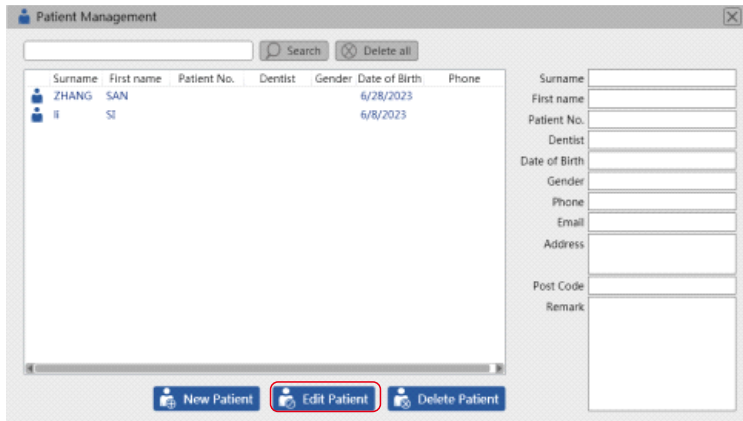 Patient Management
Search Delete all
Surname First name Patient No. Dentist Gender Date of Birth Phone
ZHANG SAN 6/28/2023
li SI 6/8/2023
Surname
First name
Patient No.
Dentist
Date of Birth
Gender
Phone
Email
Address
Post Code
Remark
New Patient Edit Patient Delete Patient